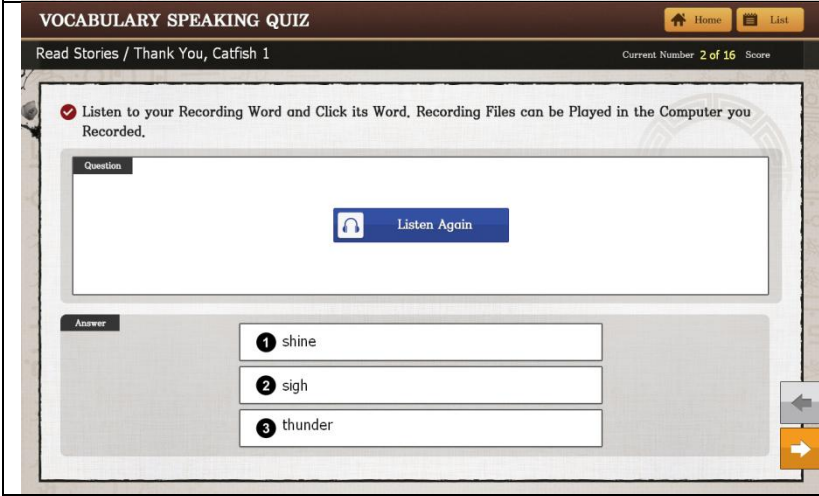 VOCABULARY SPEAKING QUIZ
Home
List
Read Stories / Thank You, Catfish 1
Current Number 2 of 16 Score
Listen to your Recording Word and Click its Word. Recording Files can be Played in the Computer you
Recorded.
Question
Listen Again
Answer
1 shine
2 sigh
3 thunder